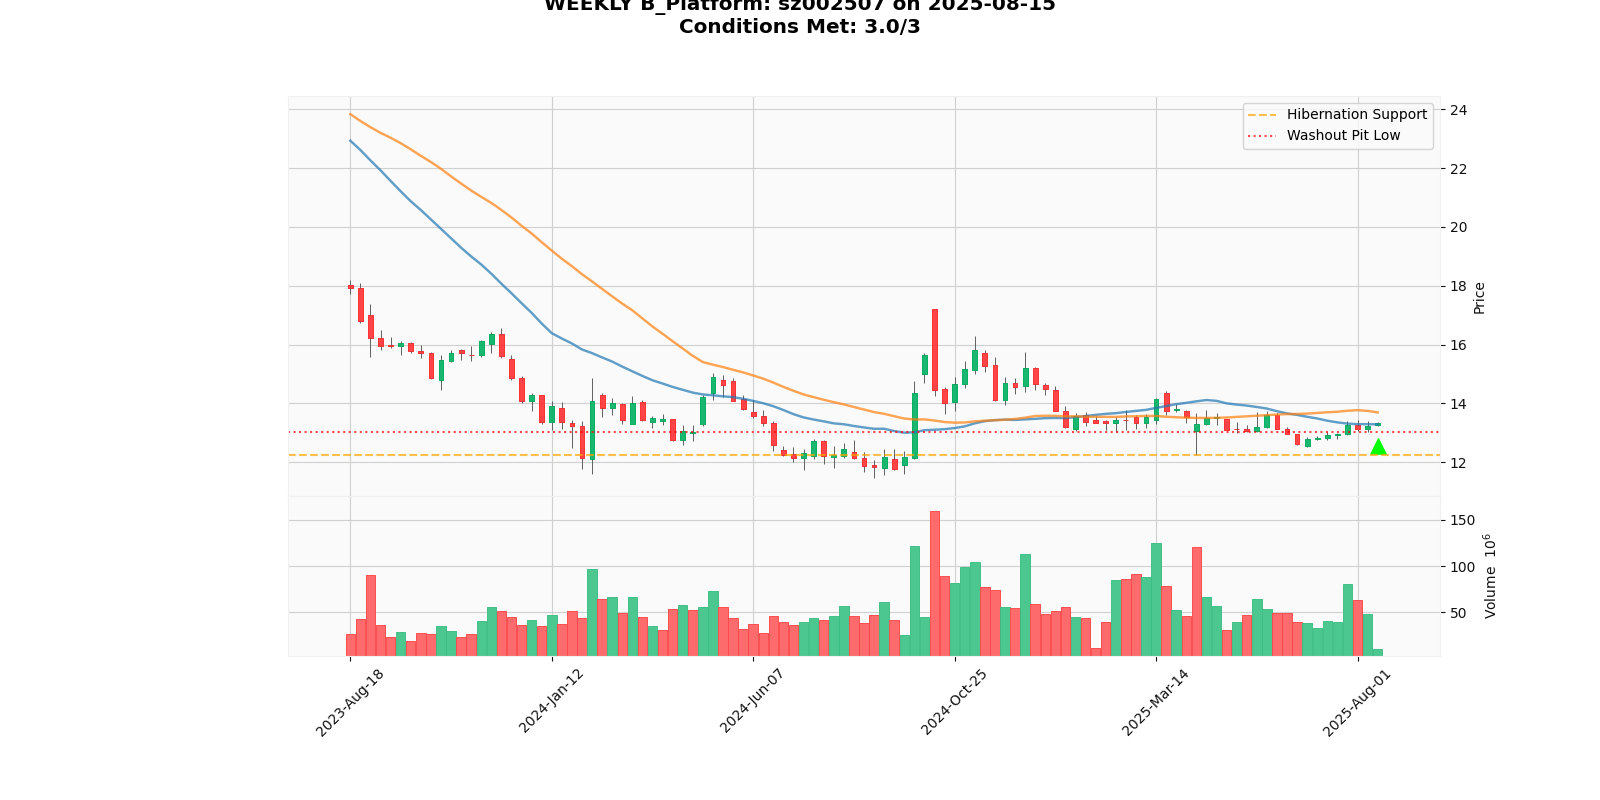 WEEKLY B_Platform: sz002507 on 2025-08-15
Conditions Met: 3.0/3
Hibernation Support
Washout Pit Low
24
22
20
18
16
14
12
Price
150
100
50
Volume 10⁶
2023-Aug-18
2024-Jan-12
2024-Jun-07
2024-Oct-25
2025-Mar-14
2025-Aug-01